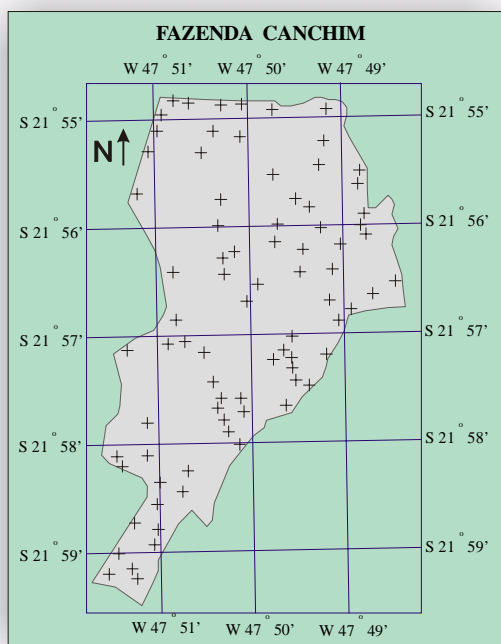 FAZENDA CANCHIM
W 47° 51' W 47° 50' W 47° 49'
S 21° 55' S 21° 55'
N
S 21° 56' S 21° 56'
S 21° 57' S 21° 57'
S 21° 58' S 21° 58'
S 21° 59' S 21° 59'
W 47° 51' W 47° 50' W 47° 49'